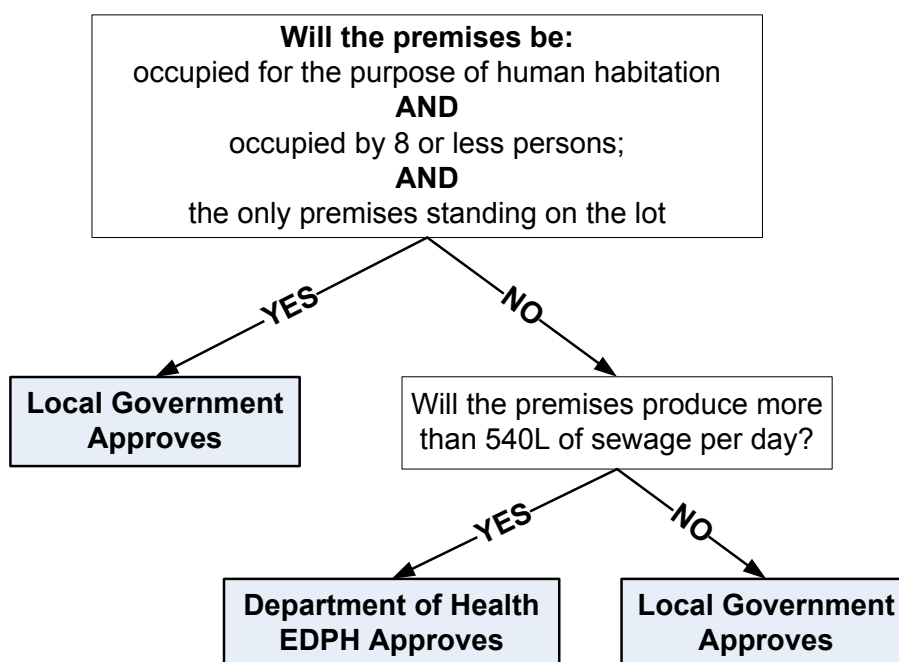 Will the premises be:
occupied for the purpose of human habitation
AND
occupied by 8 or less persons;
AND
the only premises standing on the lot
YES
NO
Local Government
Approves
Will the premises produce more
than 540L of sewage per day?
YES
NO
Department of Health
EDPH Approves
Local Government
Approves